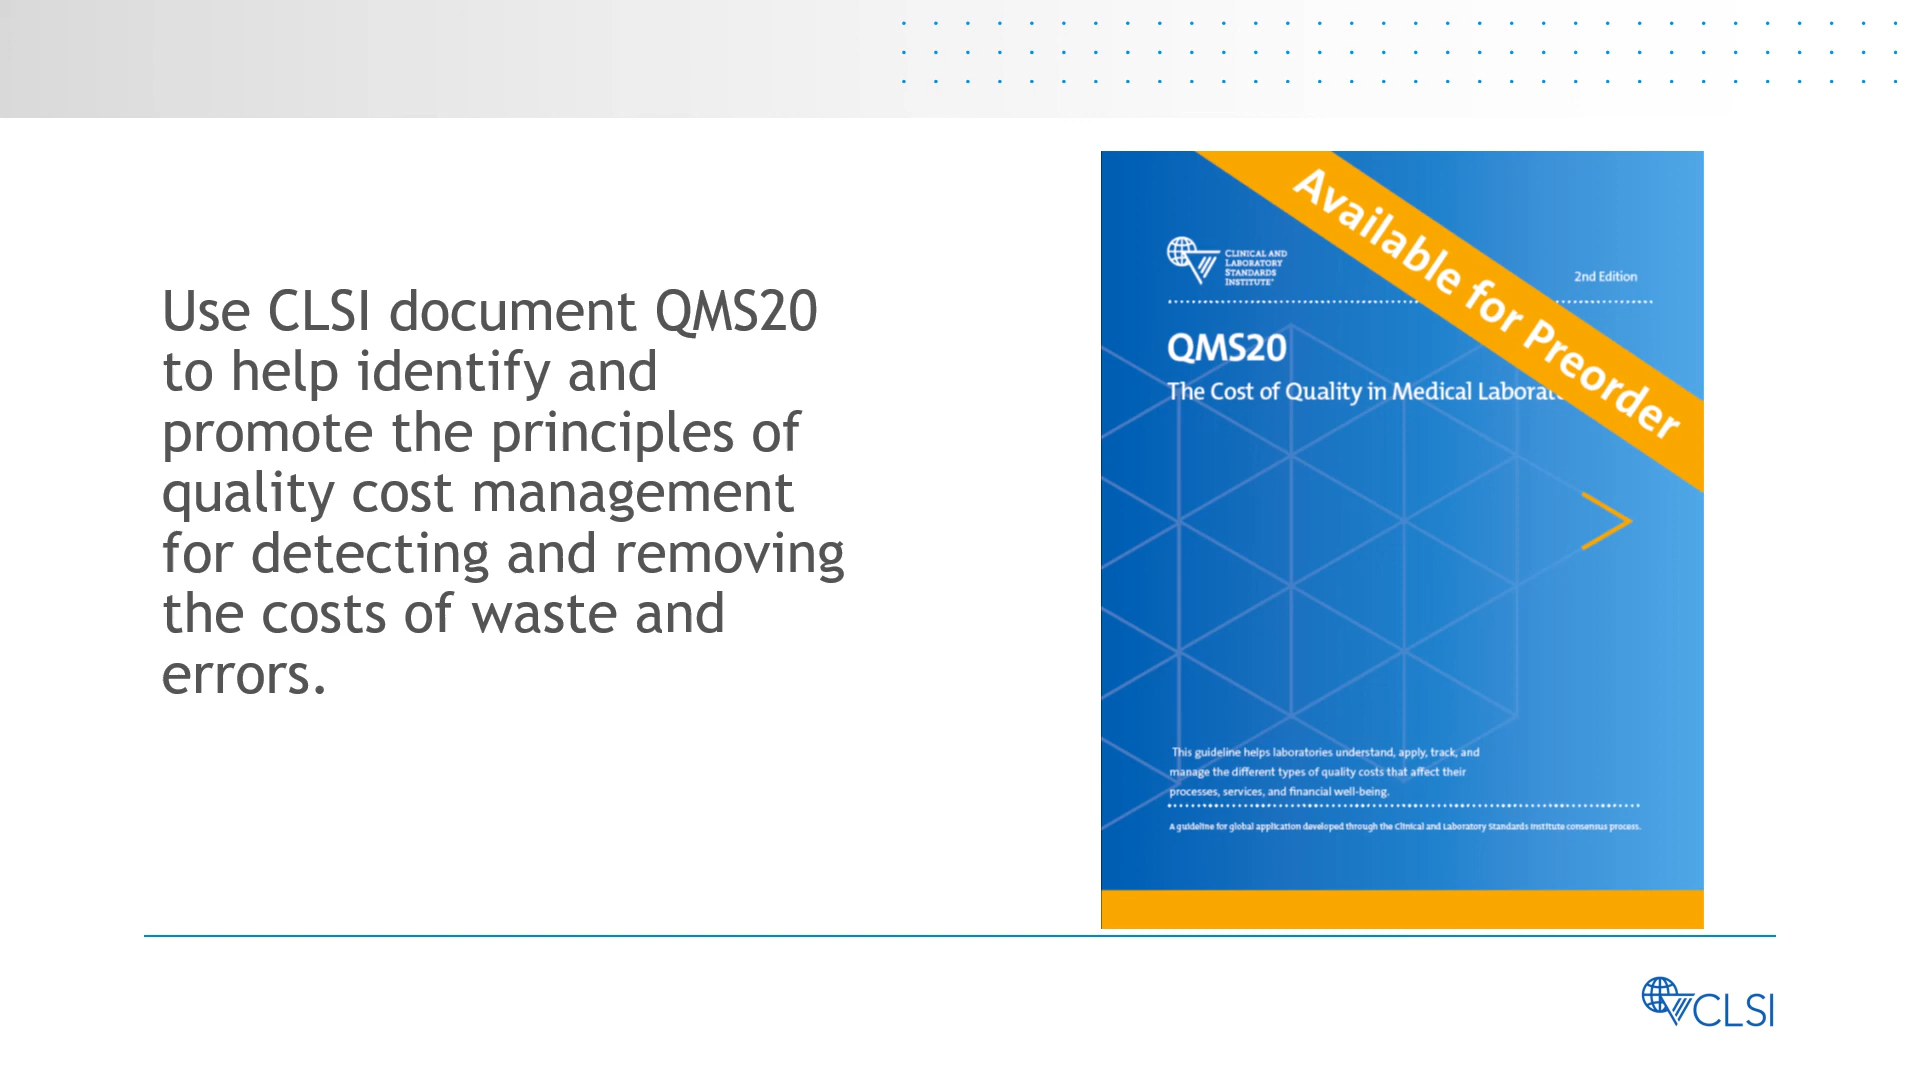 Use CLSI document QMS20
to help identify and
promote the principles of
quality cost management
for detecting and removing
the costs of waste and
errors.
Available for Preorder
CLINICAL AND
LABORATORY
STANDARDS
INSTITUTE®
2nd Edition
QMS20
The Cost of Quality in Medical
This guideline helps laboratories understand, apply, track, and
manage the different types of quality costs that affect their
processes, services, and financial well-being.
A guideline for global application developed through the Clinical and Laboratory Standards Institute consensus process.
CLSI